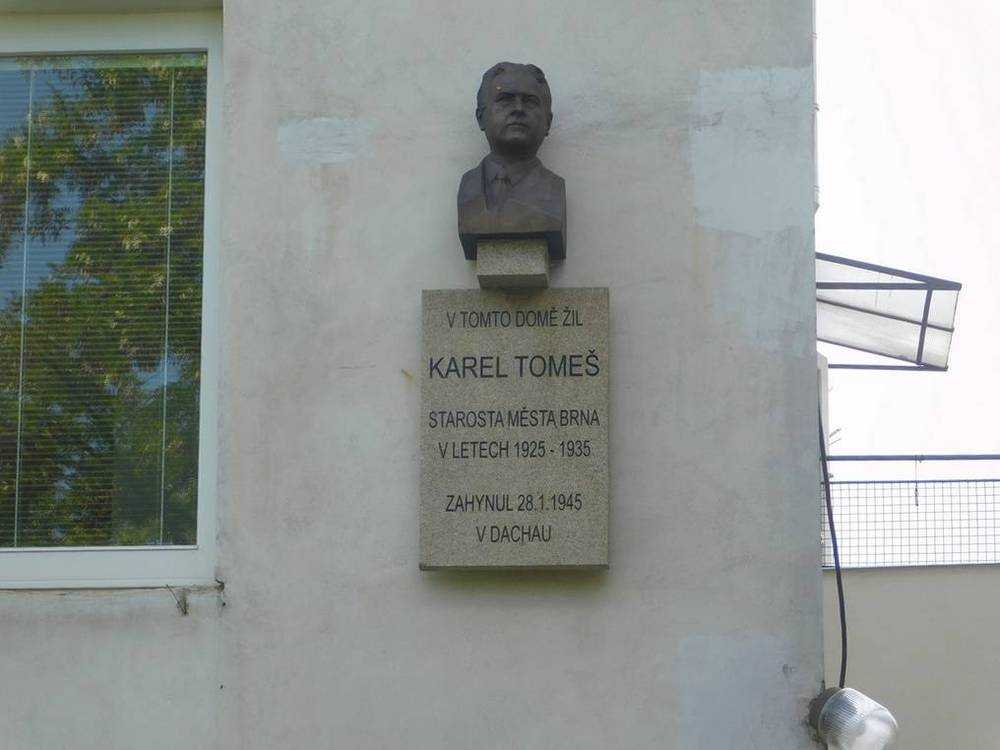 V TOMTO DOMĚ ŽIL
KAREL TOMEŠ
STAROSTA MĚSTA BRNA
V LETECH 1925 - 1935
ZAHYNUL 28.1.1945
V DACHAU